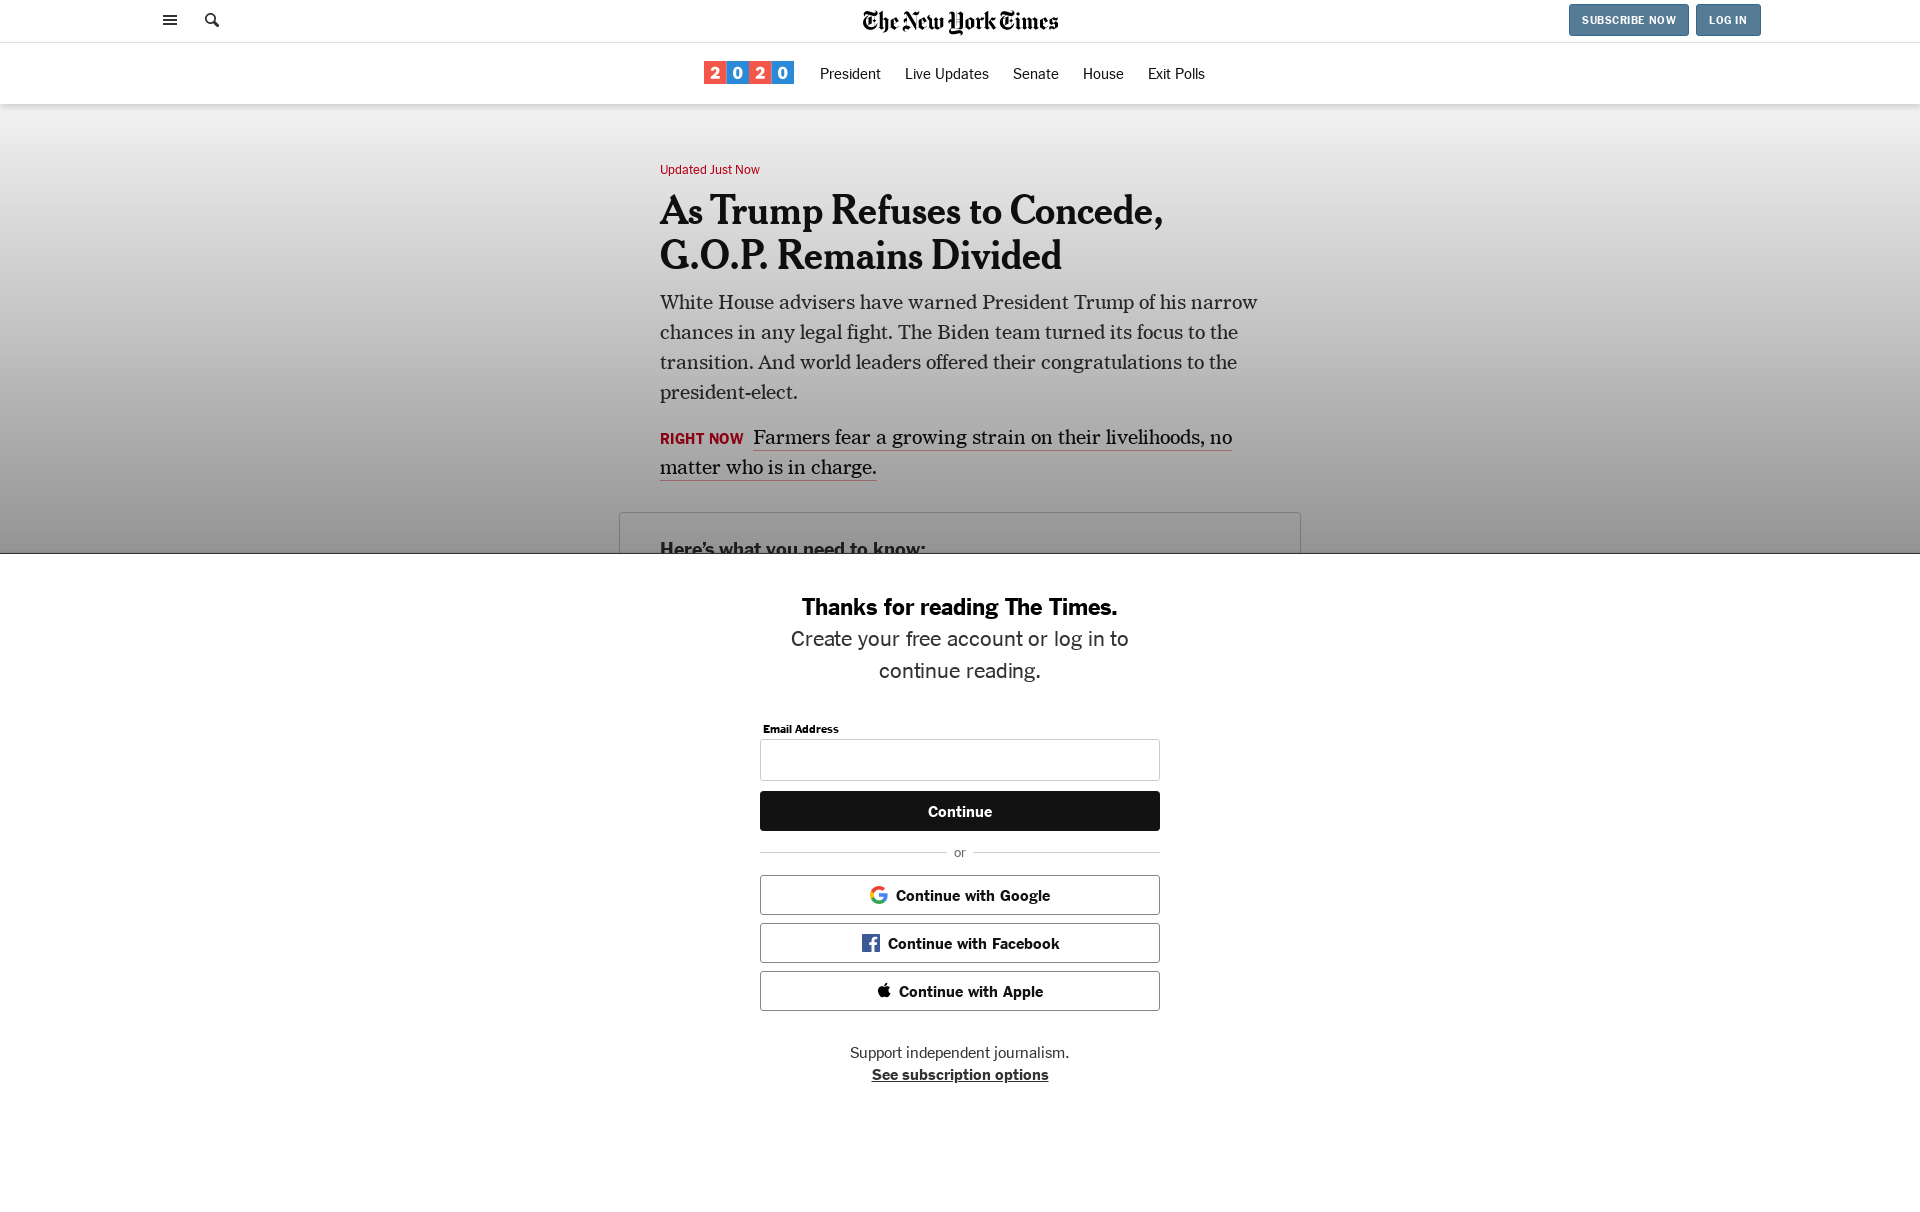 The New York Times
SUBSCRIBE NOW
LOG IN
2020
President
Live Updates
Senate
House
Exit Polls
Updated Just Now
As Trump Refuses to Concede,
G.O.P. Remains Divided
White House advisers have warned President Trump of his narrow
chances in any legal fight. The Biden team turned its focus to the
transition. And world leaders offered their congratulations to the
president-elect.
RIGHT NOW Farmers fear a growing strain on their livelihoods, no
matter who is in charge.
Here's what you need to know:
Thanks for reading The Times.
Create your free account or log in to
continue reading.
Email Address
Continue
or
Continue with Google
Continue with Facebook
Continue with Apple
Support independent journalism.
See subscription options